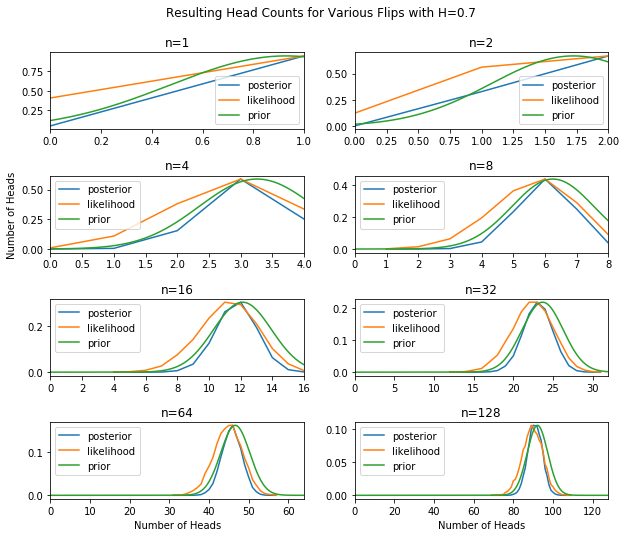 Resulting Head Counts for Various Flips with H=0.7
n=1
0.75
0.50
0.25
posterior
likelihood
prior
0.0 0.2 0.4 0.6 0.8 1.0
n=2
0.50
0.25
0.00
posterior
likelihood
prior
0.00 0.25 0.50 0.75 1.00 1.25 1.50 1.75 2.00
Number of Heads
n=4
0.50
0.25
0.00
posterior
likelihood
prior
0.0 0.5 1.0 1.5 2.0 2.5 3.0 3.5 4.0
n=8
0.4
0.2
0.0
posterior
likelihood
prior
0 1 2 3 4 5 6 7 8
n=16
0.2
0.0
posterior
likelihood
prior
0 2 4 6 8 10 12 14 16
n=32
0.2
0.1
0.0
posterior
likelihood
prior
0 5 10 15 20 25 30
n=64
0.1
0.0
posterior
likelihood
prior
0 10 20 30 40 50 60
Number of Heads
n=128
0.10
0.05
0.00
posterior
likelihood
prior
0 20 40 60 80 100 120
Number of Heads